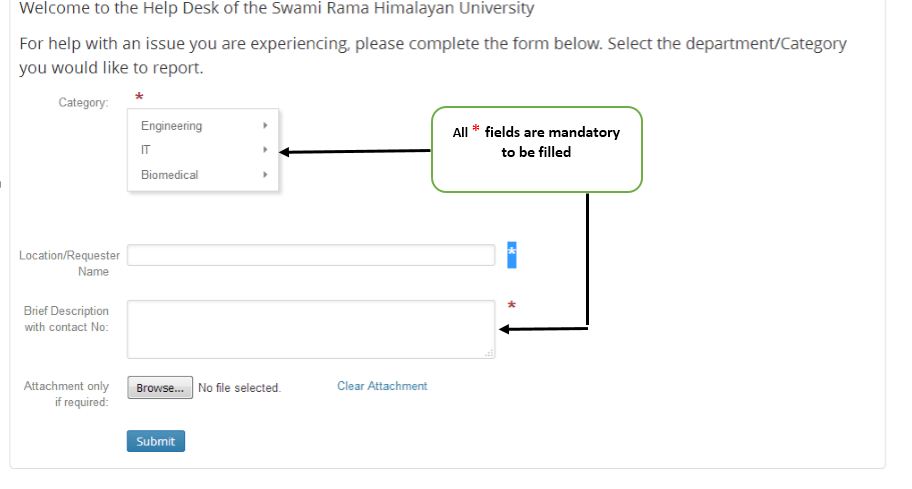 Welcome to the Help Desk of the Swami Rama Himalayan University
For help with an issue you are experiencing, please complete the form below. Select the department/Category
you would like to report.
Category: *
Engineering
IT
Biomedical
All * fields are mandatory
to be filled
Location/Requester
Name
*
Brief Description
with contact No:
*
Attachment only
if required:
Browse... No file selected. Clear Attachment
Submit